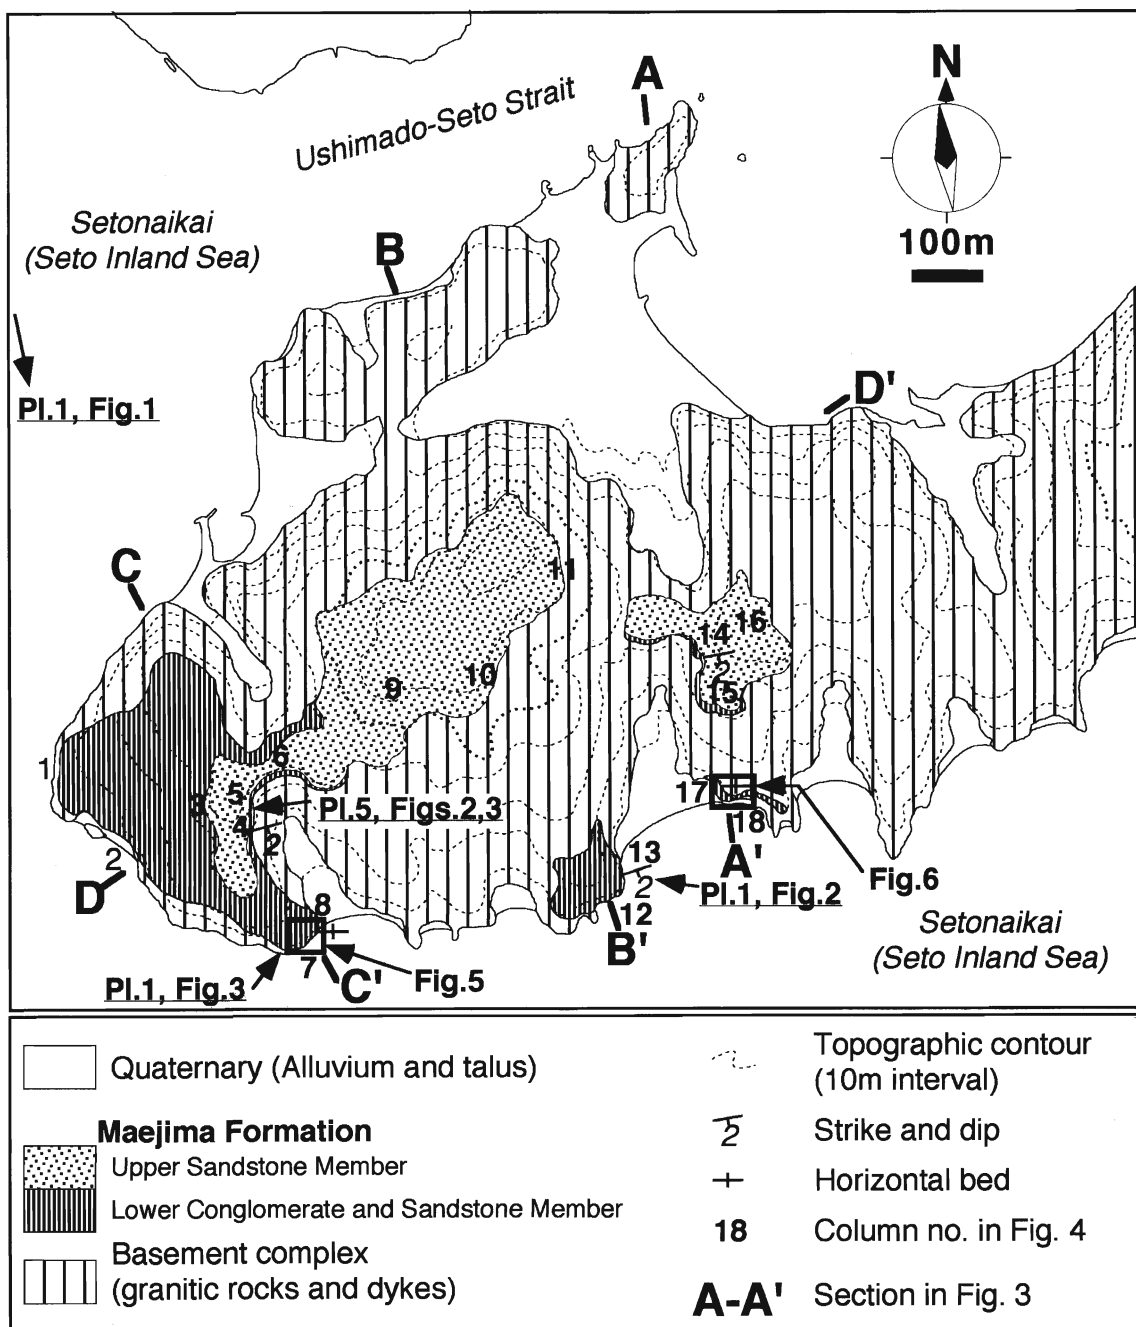 A
N
Ushimado-Seto Strait
Setonaikai
(Seto Inland Sea)
B
100m
Pl.1, Fig.1
D'
C
11
16
14
2
15
10
9
6
1
5
3
Pl.5, Figs.2,3
4
2
17
18
A'
Fig.6
2
D
13
2
Pl.1, Fig.2
12
B'
8
7
C'
Fig.5
Pl.1, Fig.3
Setonaikai
(Seto Inland Sea)
Quaternary (Alluvium and talus)
Maejima Formation
Upper Sandstone Member
Lower Conglomerate and Sandstone Member
Basement complex
(granitic rocks and dykes)
Topographic contour
(10m interval)
2 Strike and dip
Horizontal bed
18 Column no. in Fig. 4
A-A' Section in Fig. 3